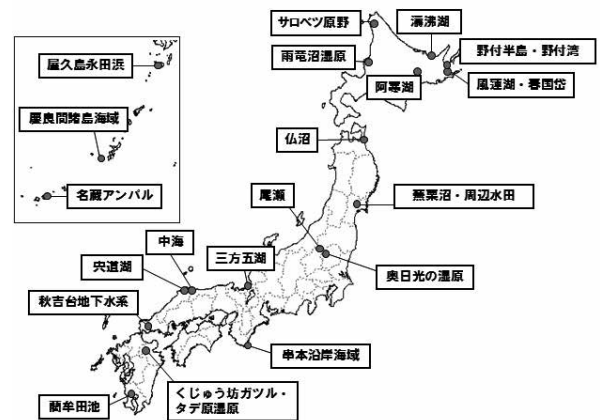 サロベツ原野
濤沸湖
野付半島・野付湾
雨竜沼湿原
阿寒湖
風蓮湖・春国岱
屋久島永田浜
慶良間諸島海域
名蔵アンパル
仏沼
尾瀬
蕪栗沼・周辺水田
中海
宍道湖
三方五湖
奥日光の湿原
秋吉台地下水系
串本沿岸海域
藺牟田池
くじゅう坊ガツル・
タデ原湿原